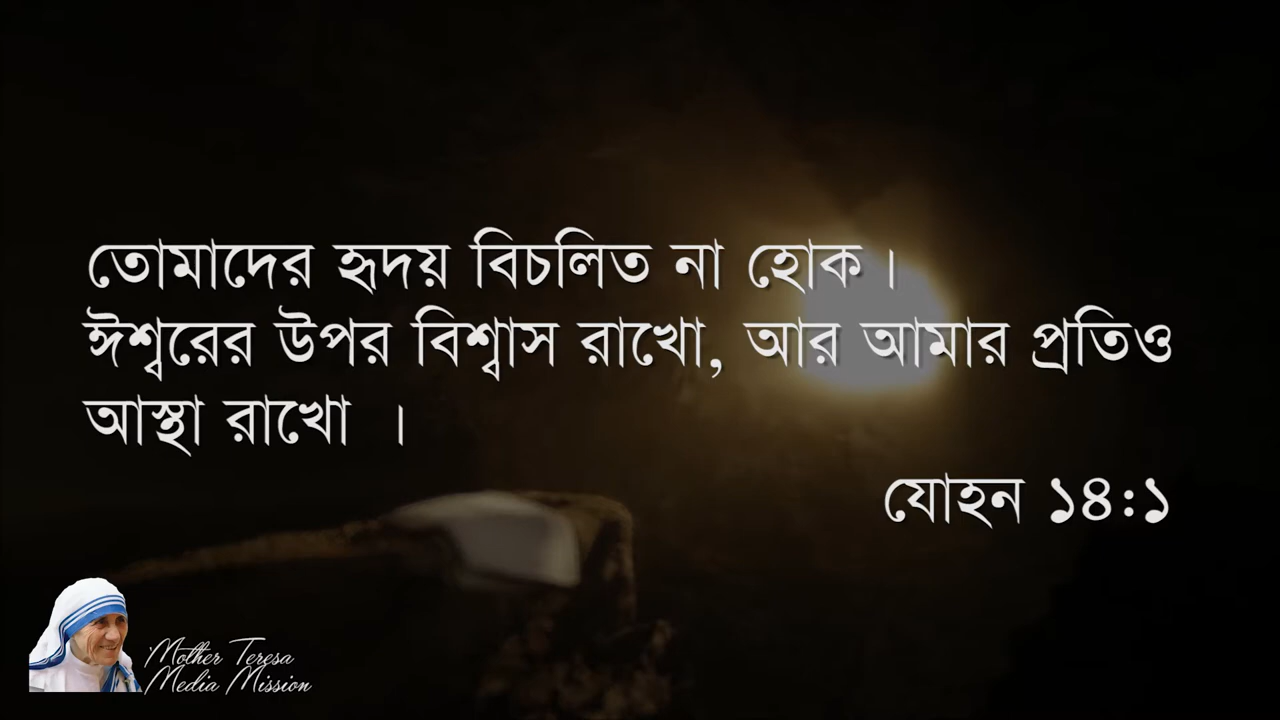 তোমাদের হৃদয় বিচলিত না হোক ।
ঈশ্বরের উপর বিশ্বাস রাখো, আর আমার প্রতিও
আস্থা রাখো ।
যোহন ১৪:১
Mother Teresa
Media Mission